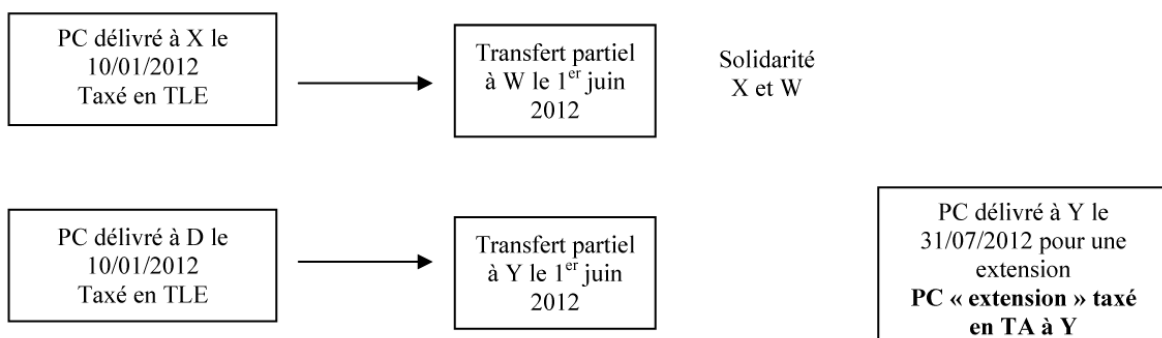 PC délivré à X le
10/01/2012
Taxé en TLE
Transfert partiel
à W le 1er juin
2012
Solidarité
X et W
PC délivré à D le
10/01/2012
Taxé en TLE
Transfert partiel
à Y le 1er juin
2012
PC délivré à Y le
31/07/2012 pour une
extension
PC « extension » taxé
en TA à Y